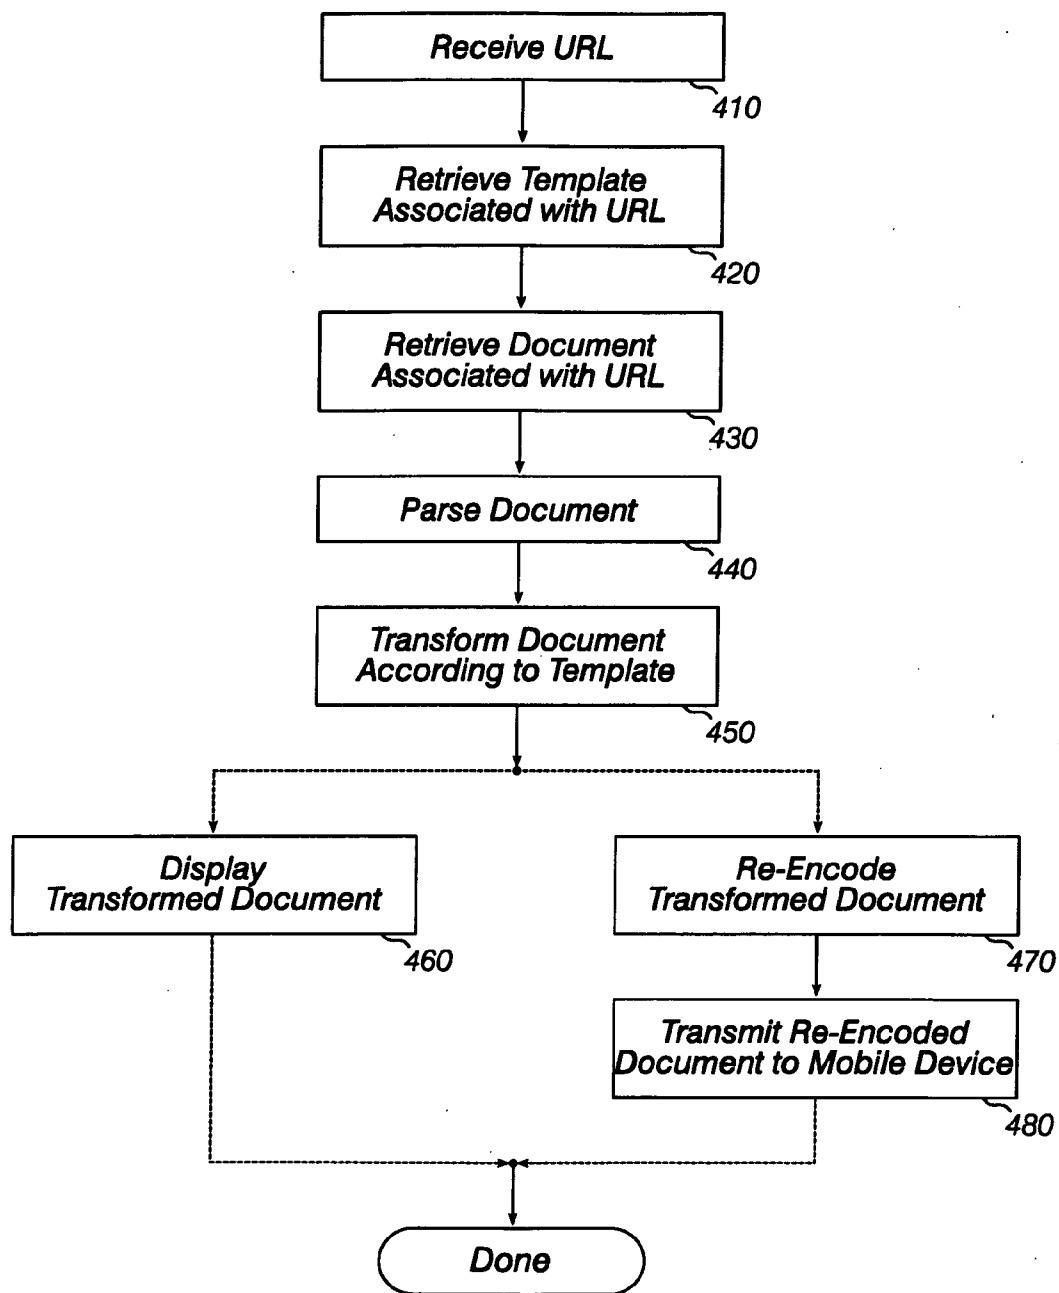 Receive URL
410
Retrieve Template
Associated with URL
420
Retrieve Document
Associated with URL
430
Parse Document
440
Transform Document
According to Template
450
Display
Transformed Document
460
Re-Encode
Transformed Document
470
Transmit Re-Encoded
Document to Mobile Device
480
Done